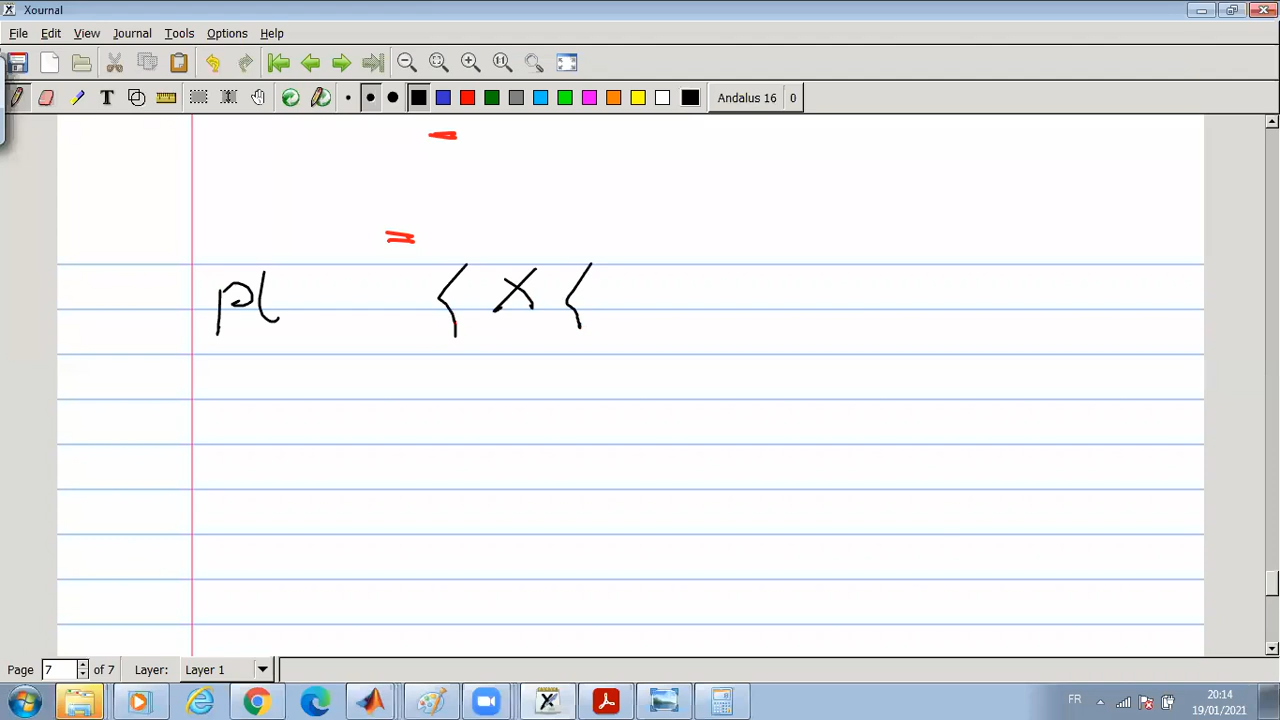 Xournal
File Edit View Journal Tools Options Help
Andalus 16 0
-
=
pl < x <
Page 7 of 7 Layer: Layer 1
FR 20:14
19/01/2021